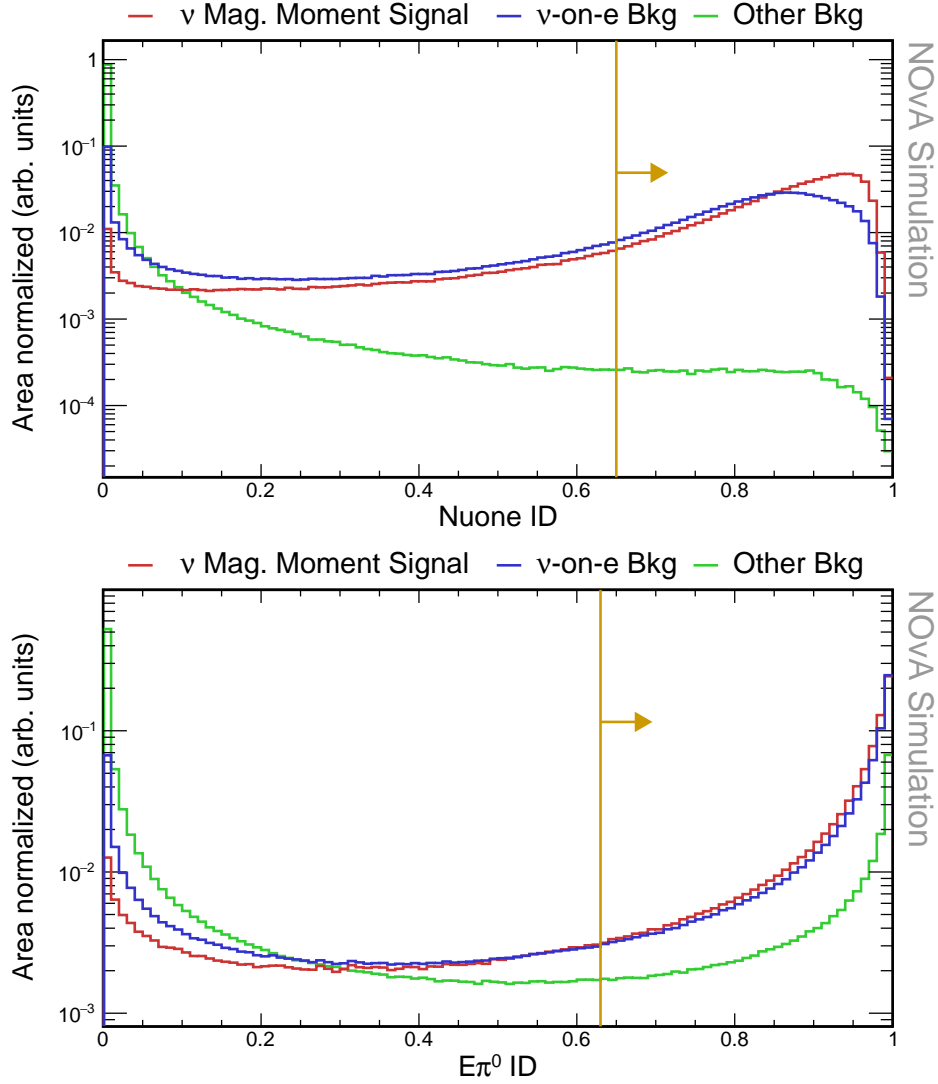 ν Mag. Moment Signal ν-on-e Bkg Other Bkg
NOvA Simulation
Area normalized (arb. units)
1
10⁻¹
10⁻²
10⁻³
10⁻⁴
0 0.2 0.4 0.6 0.8 1
Nuone ID
ν Mag. Moment Signal ν-on-e Bkg Other Bkg
NOvA Simulation
Area normalized (arb. units)
10⁻¹
10⁻²
10⁻³
0 0.2 0.4 0.6 0.8 1
Eπ⁰ ID